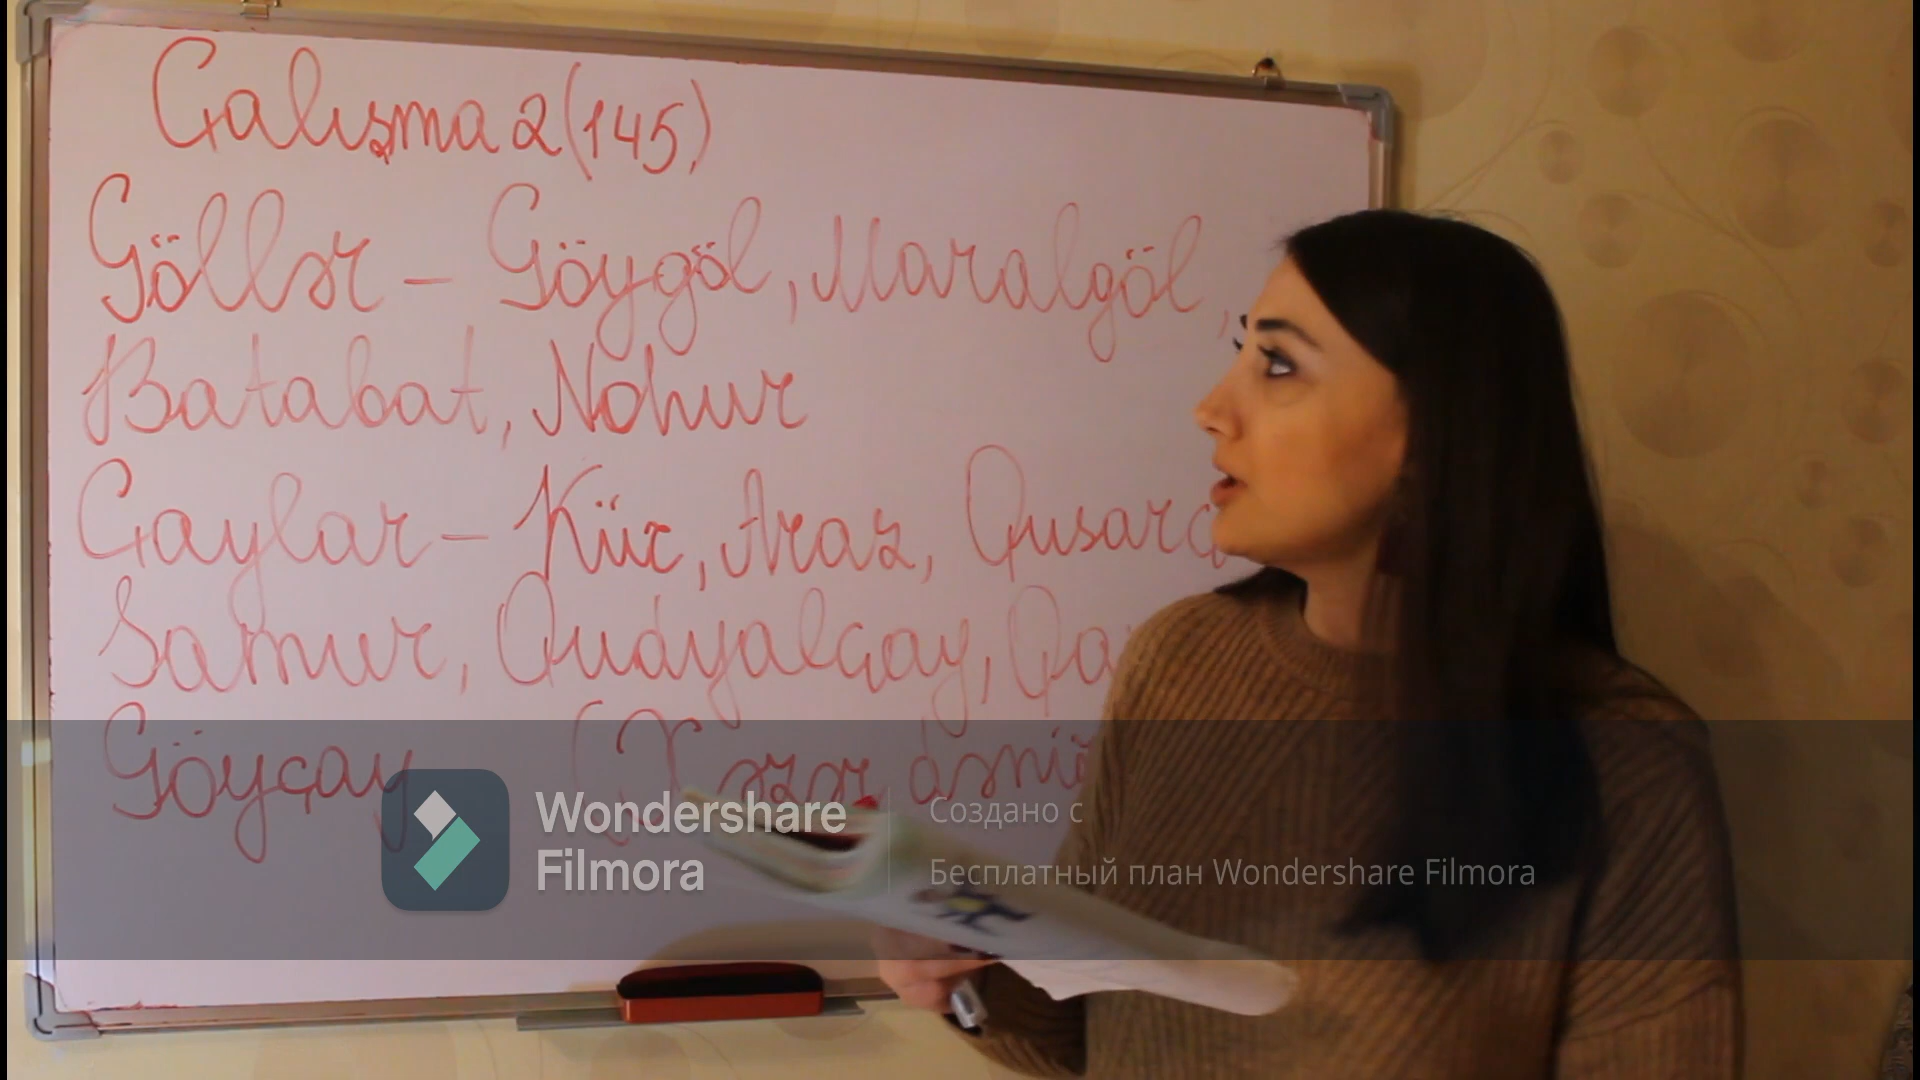 Çalışma 2 (145)
Göllər – Göygöl, Maralgöl,
Batabat, Nohur
Çaylar – Kür, Araz,
Samur, Qudyalçay,
Göyçay (Xəzər
Wondershare
Filmora
Создано с
Бесплатный план Wondershare Filmora